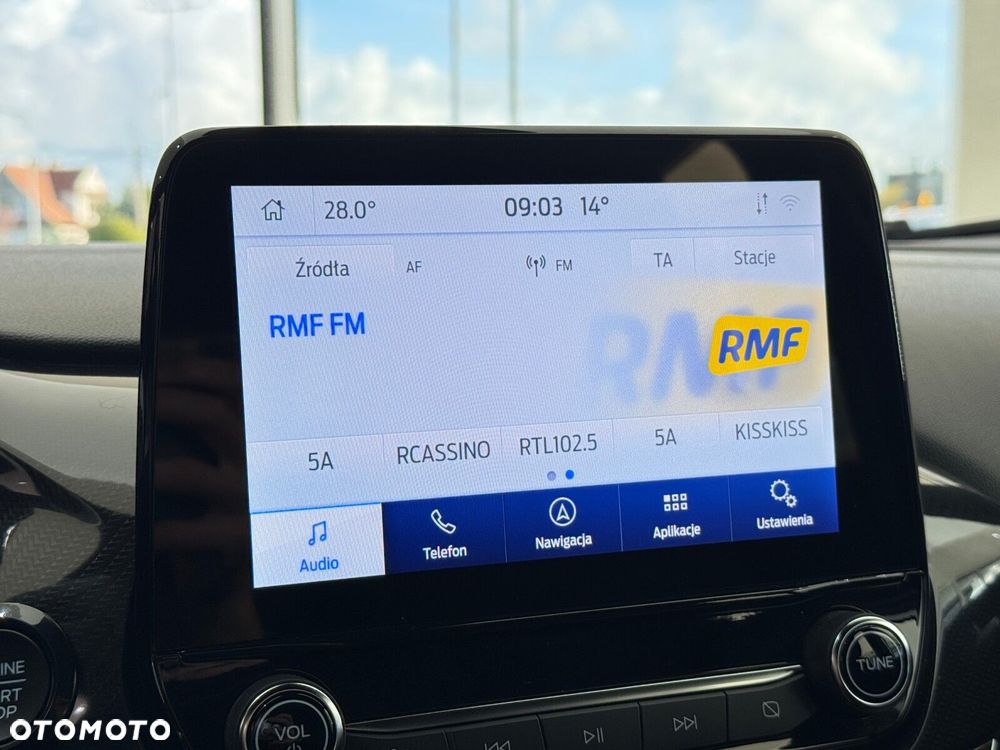 28.0° 09:03 14°
Źródła AF FM TA Stacje
RMF FM
RMF
RMF
5A RCASSINO RTL102.5 5A KISSKISS
Audio Telefon Nawigacja Aplikacje Ustawienia
TUNE
VOL
OTOMOTO